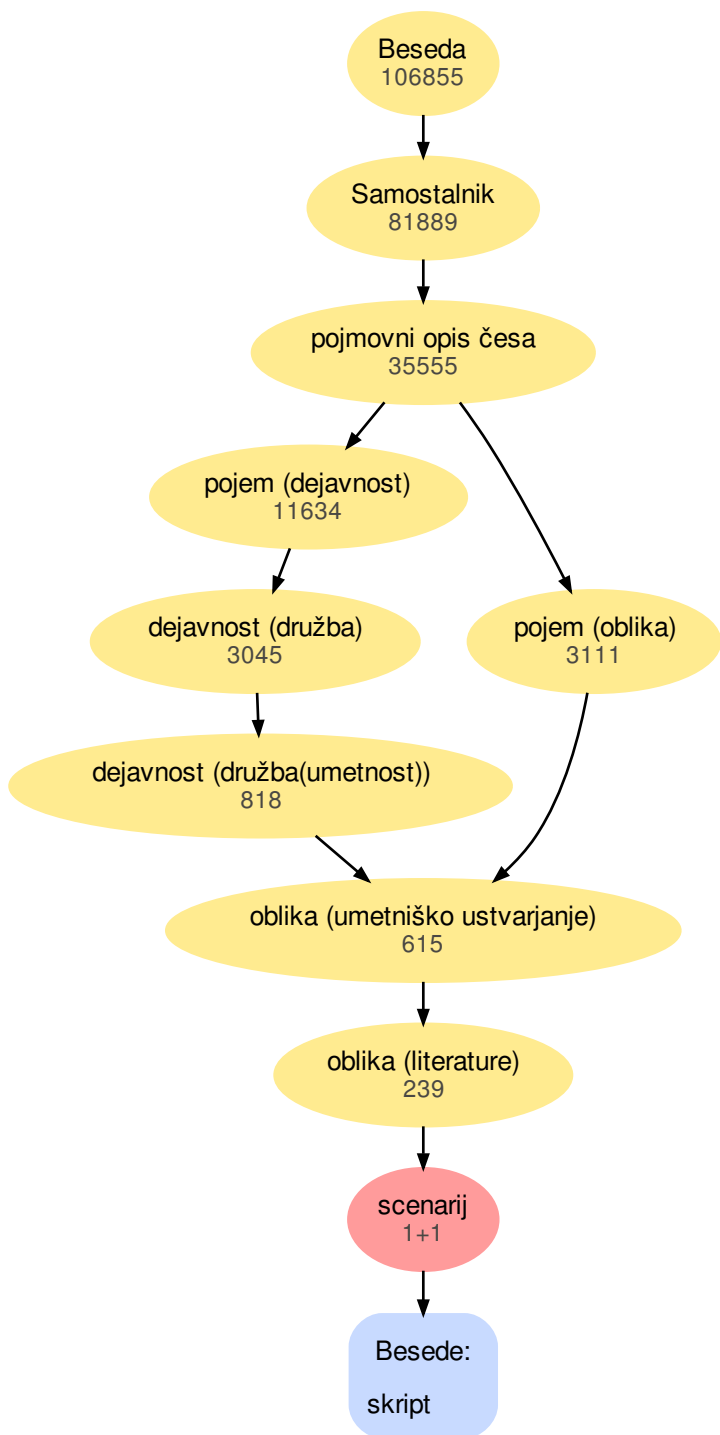 Beseda
106855
Samostalnik
81889
pojmovni opis česa
35555
pojem (dejavnost)
11634
dejavnost (družba)
3045
pojem (oblika)
3111
dejavnost (družba(umetnost))
818
oblika (umetniško ustvarjanje)
615
oblika (literature)
239
scenarij
1+1
Besede:
skript